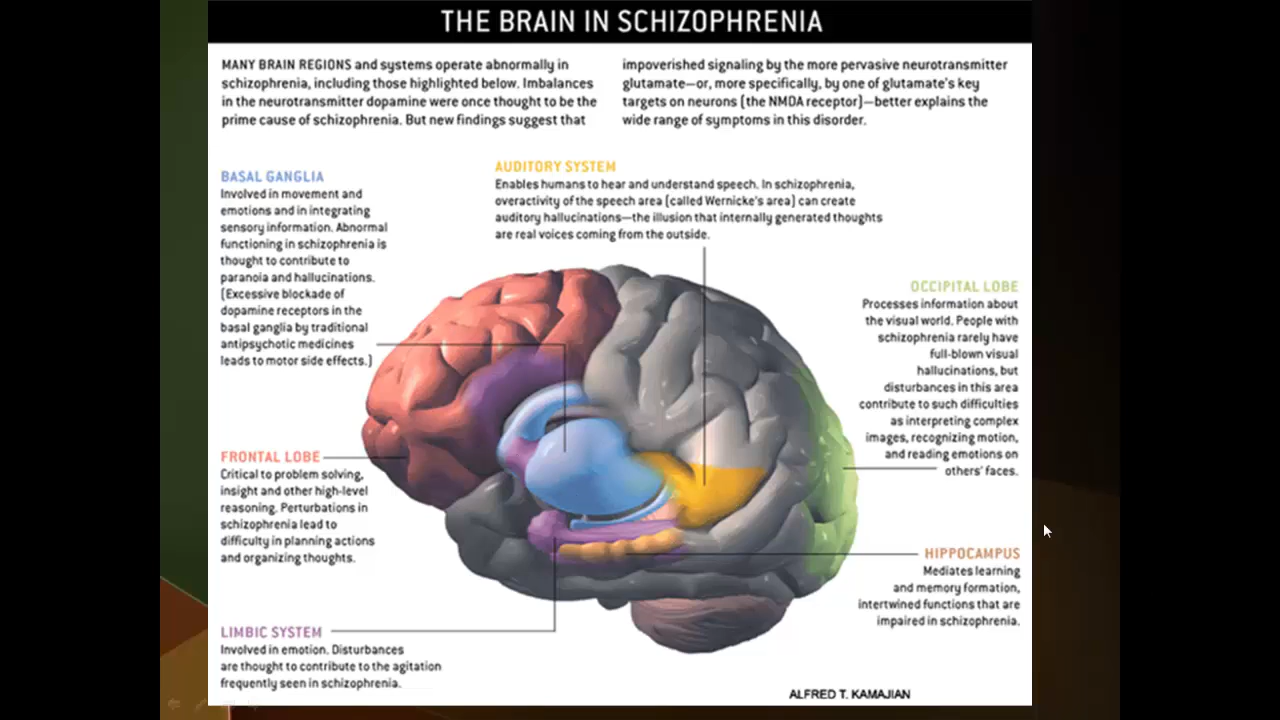 THE BRAIN IN SCHIZOPHRENIA
MANY BRAIN REGIONS and systems operate abnormally in
schizophrenia, including those highlighted below. Imbalances
in the neurotransmitter dopamine were once thought to be the
prime cause of schizophrenia. But new findings suggest that
impoverished signaling by the more pervasive neurotransmitter
glutamate—or, more specifically, by one of glutamate's key
targets on neurons (the NMDA receptor)—better explains the
wide range of symptoms in this disorder.
BASAL GANGLIA
Involved in movement and
emotions and in integrating
sensory information. Abnormal
functioning in schizophrenia is
thought to contribute to
paranoia and hallucinations.
(Excessive blockade of
dopamine receptors in the
basal ganglia by traditional
antipsychotic medicines
leads to motor side effects.)
AUDITORY SYSTEM
Enables humans to hear and understand speech. In schizophrenia,
overactivity of the speech area (called Wernicke's area) can create
auditory hallucinations—the illusion that internally generated thoughts
are real voices coming from the outside.
OCCIPITAL LOBE
Processes information about
the visual world. People with
schizophrenia rarely have
full-blown visual
hallucinations, but
disturbances in this area
contribute to such difficulties
as interpreting complex
images, recognizing motion,
and reading emotions on
others' faces.
FRONTAL LOBE
Critical to problem solving,
insight and other high-level
reasoning. Perturbations in
schizophrenia lead to
difficulty in planning actions
and organizing thoughts.
HIPPOCAMPUS
Mediates learning
and memory formation,
intertwined functions that are
impaired in schizophrenia.
LIMBIC SYSTEM
Involved in emotion. Disturbances
are thought to contribute to the agitation
frequently seen in schizophrenia.
ALFRED T. KAMAJIAN